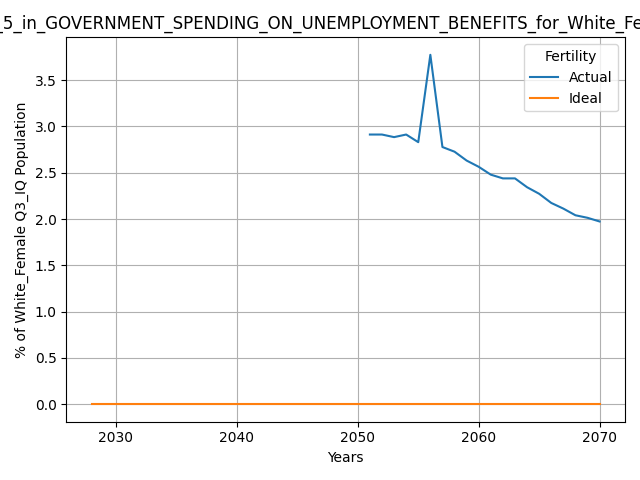 _5_in_GOVERNMENT_SPENDING_ON_UNEMPLOYMENT_BENEFITS_for_White_Fe
Fertility
Actual
Ideal
% of White_Female Q3_IQ Population
3.5
3.0
2.5
2.0
1.5
1.0
0.5
0.0
2030 2040 2050 2060 2070
Years